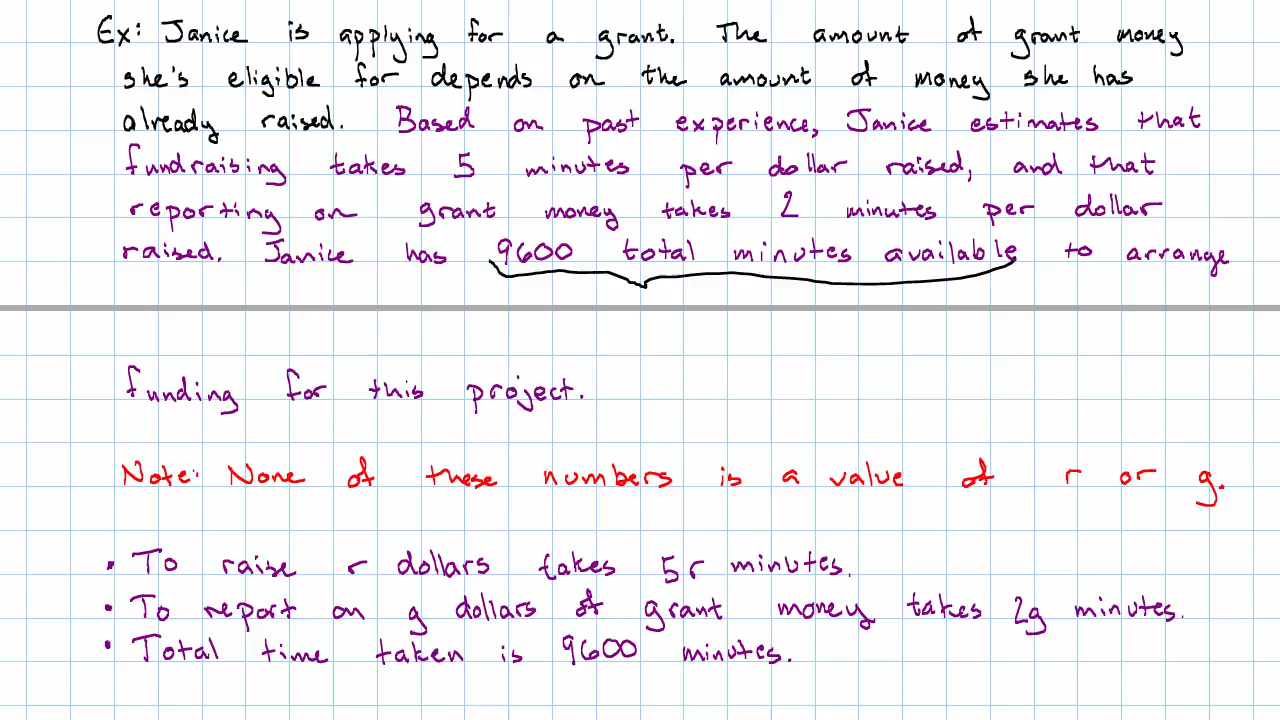 Ex: Janice is applying for a grant. The amount of grant money
she's eligible for depends on the amount of money she has
already raised. Based on past experience, Janice estimates that
fundraising takes 5 minutes per dollar raised, and that
reporting on grant money takes 2 minutes per dollar
raised. Janice has 9600 total minutes available to arrange
funding for this project.
Note: None of these numbers is a value of r or g.
• To raise r dollars takes 5r minutes.
• To report on g dollars of grant money takes 2g minutes.
• Total time taken is 9600 minutes.